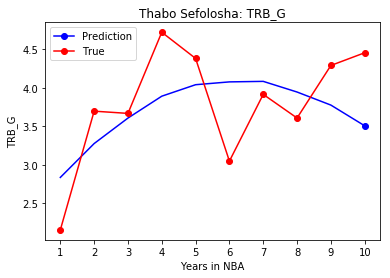 Thabo Sefolosha: TRB_G
Prediction
True
4.5
4.0
3.5
3.0
2.5
TRB_G
1 2 3 4 5 6 7 8 9 10
Years in NBA